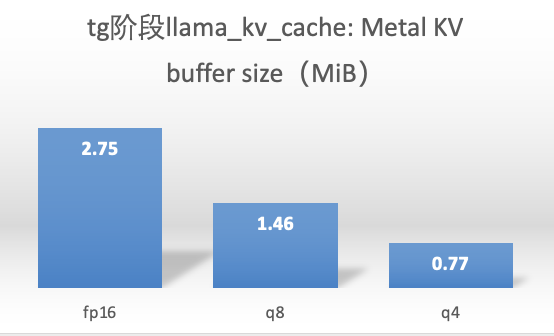 tg阶段llama_kv_cache: Metal KV
buffer size（MiB）
2.75
1.46
0.77
fp16
q8
q4